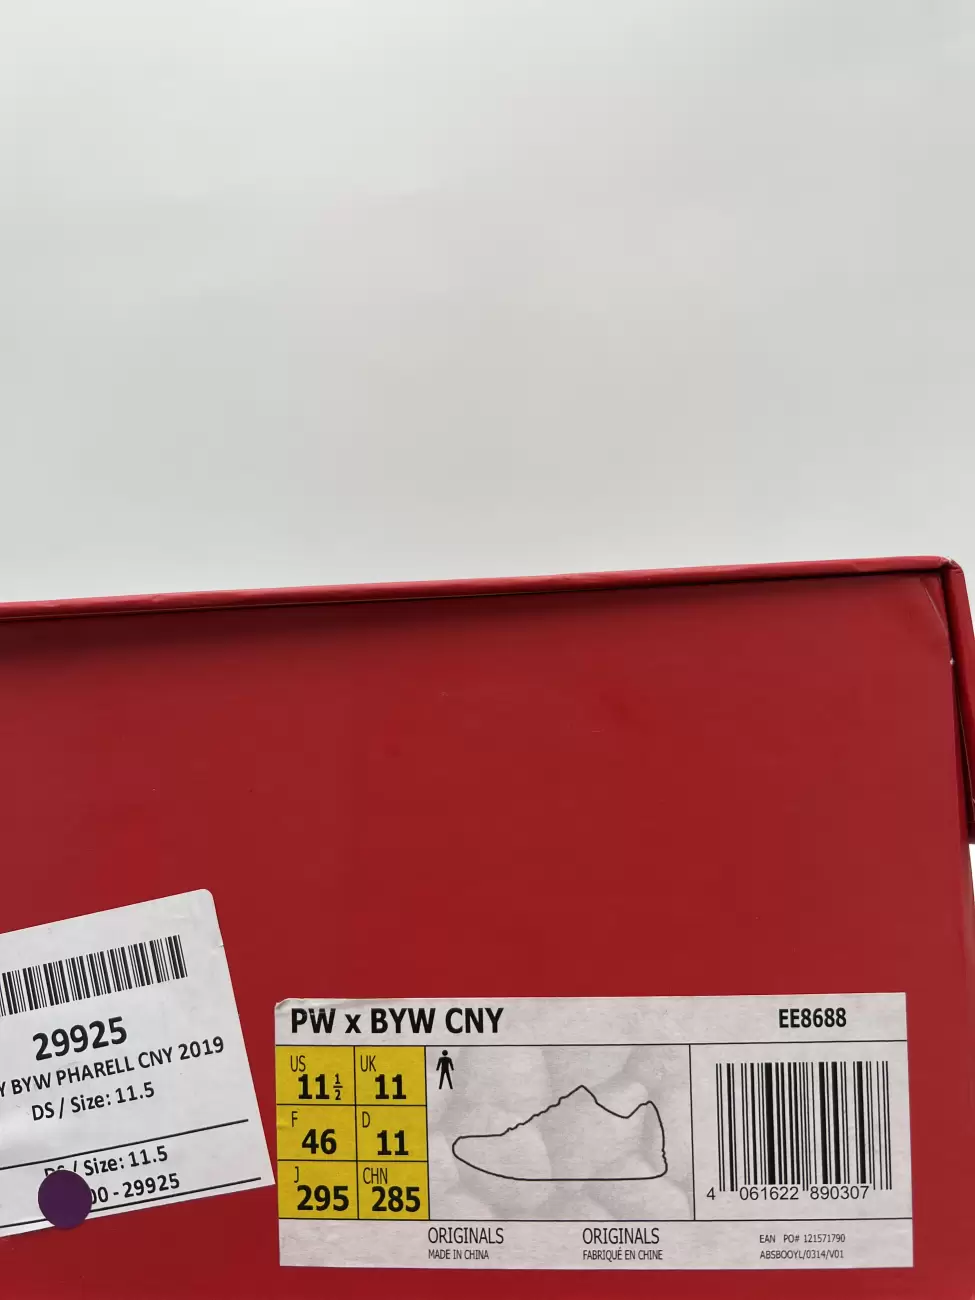 29925
Y BYW PHARELL CNY 2019
DS / Size: 11.5
DS / Size: 11.5
00 - 29925
PW x BYW CNY EE8688
US 11 1/2 UK 11
F 46 D 11
J 295 CHN 285
4 061622 890307
ORIGINALS ORIGINALS
MADE IN CHINA FABRIQUÉ EN CHINE
EAN PO# 121571790
ABSBOOYL/0314/V01